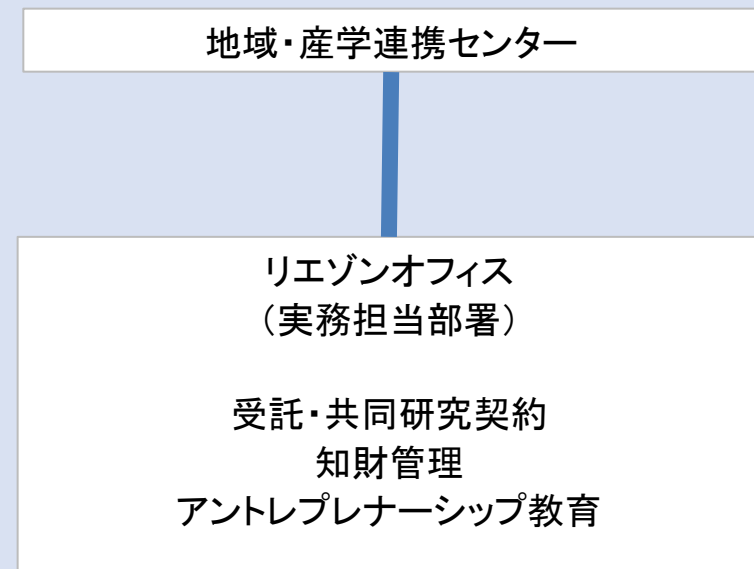 地域・産学連携センター
リエゾンオフィス
（実務担当部署）
受託・共同研究契約
知財管理
アントレプレナーシップ教育